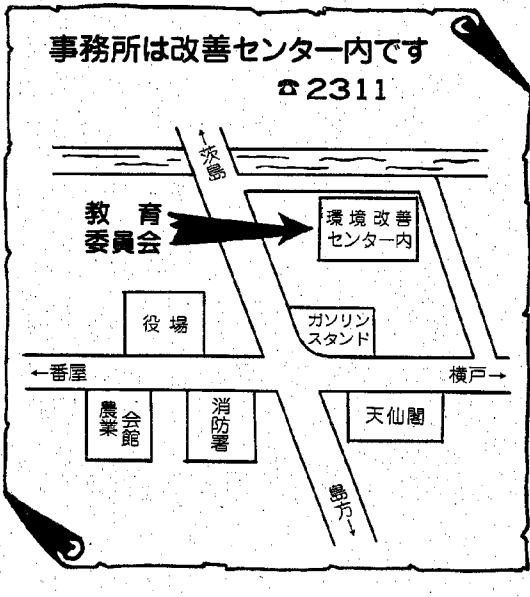 事務所は改善センター内です
☎2311
←茨島
教育
委員会
環境改善
センター内
役場
ガソリン
スタンド
←番屋
横戸→
農業
会館
消防署
天仙閣
島方→